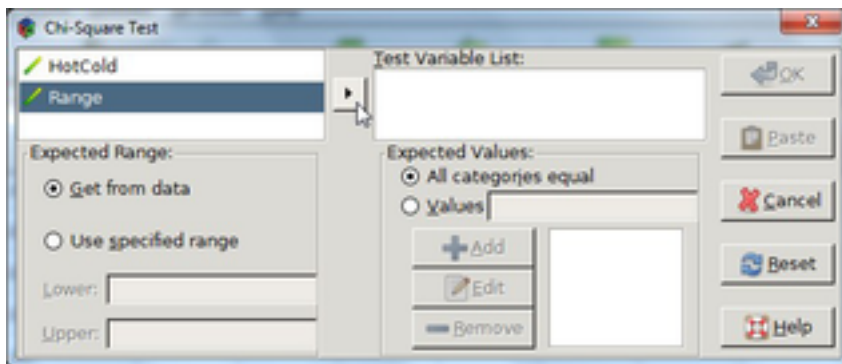 Chi-Square Test
HotCold
Range
Test Variable List:
OK
Paste
Cancel
Reset
Help
Expected Range:
Get from data
Use specified range
Lower:
Upper:
Expected Values:
All categories equal
Values
Add
Edit
Remove